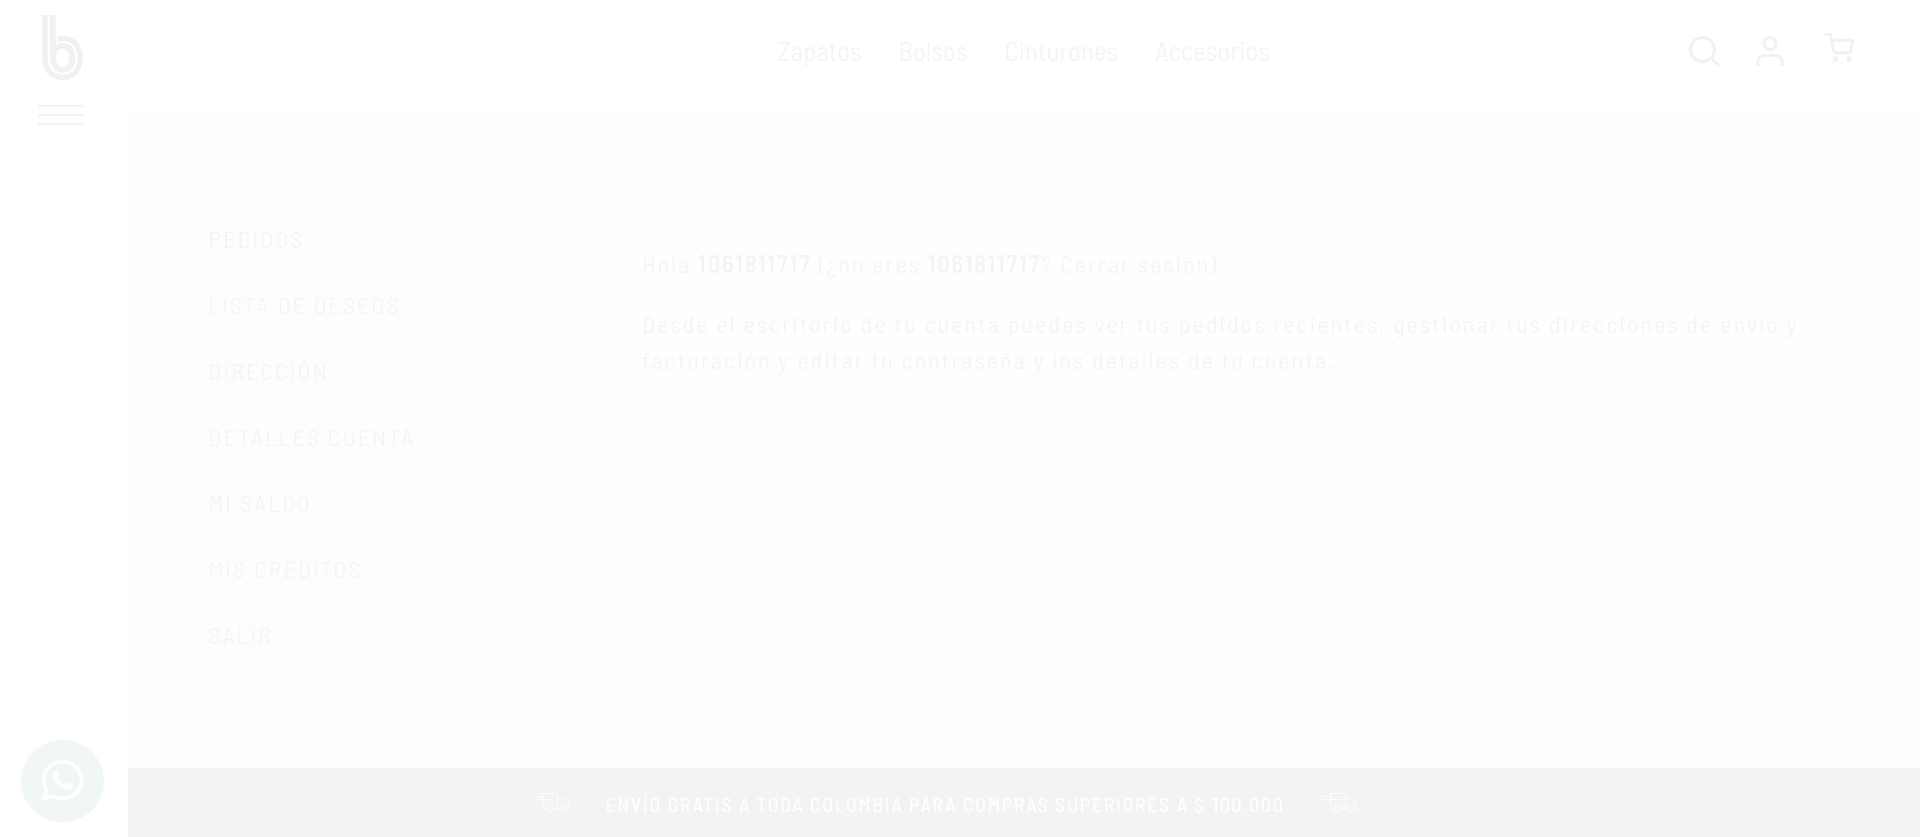 b
Zapatos Bolsos Cinturones Accesorios
PEDIDOS
LISTA DE DESEOS
DIRECCIÓN
DETALLES CUENTA
MI SALDO
MIS CREDITOS
SALIR
Hola 1061811717 (¿no eres 1061811717? Cerrar sesión)
Desde el escritorio de tu cuenta puedes ver tus pedidos recientes, gestionar tus direcciones de envío y
facturación y editar tu contraseña y los detalles de tu cuenta.
ENVÍO GRATIS A TODA COLOMBIA PARA COMPRAS SUPERIORES A $ 100.000